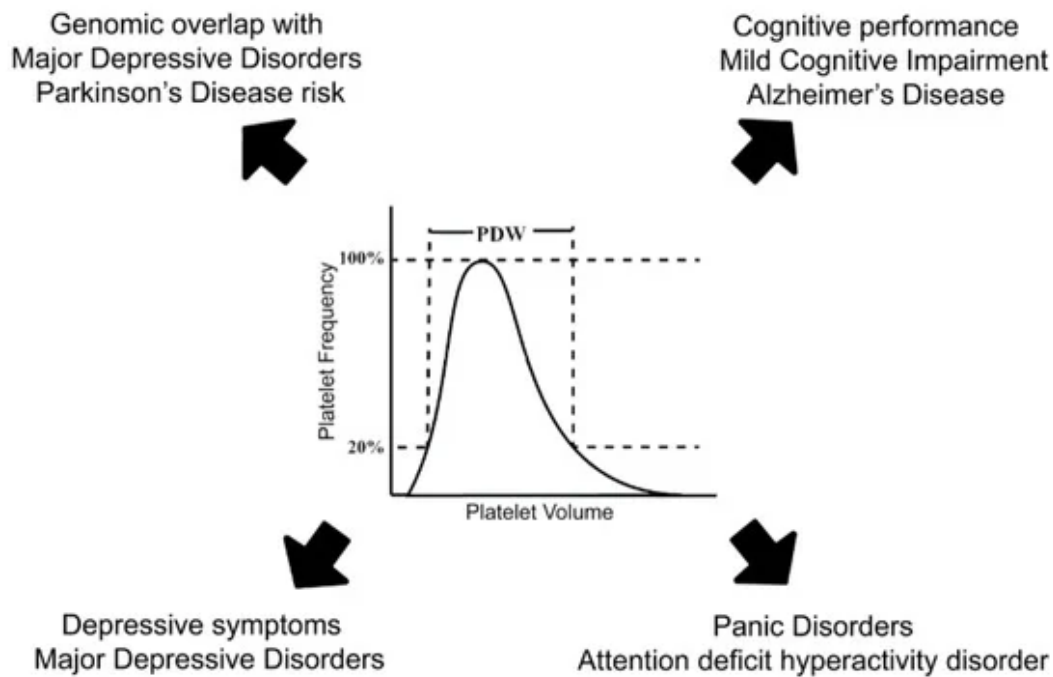 Genomic overlap with
Major Depressive Disorders
Parkinson's Disease risk
Cognitive performance
Mild Cognitive Impairment
Alzheimer's Disease
PDW
100%
Platelet Frequency
20%
Platelet Volume
Depressive symptoms
Major Depressive Disorders
Panic Disorders
Attention deficit hyperactivity disorder